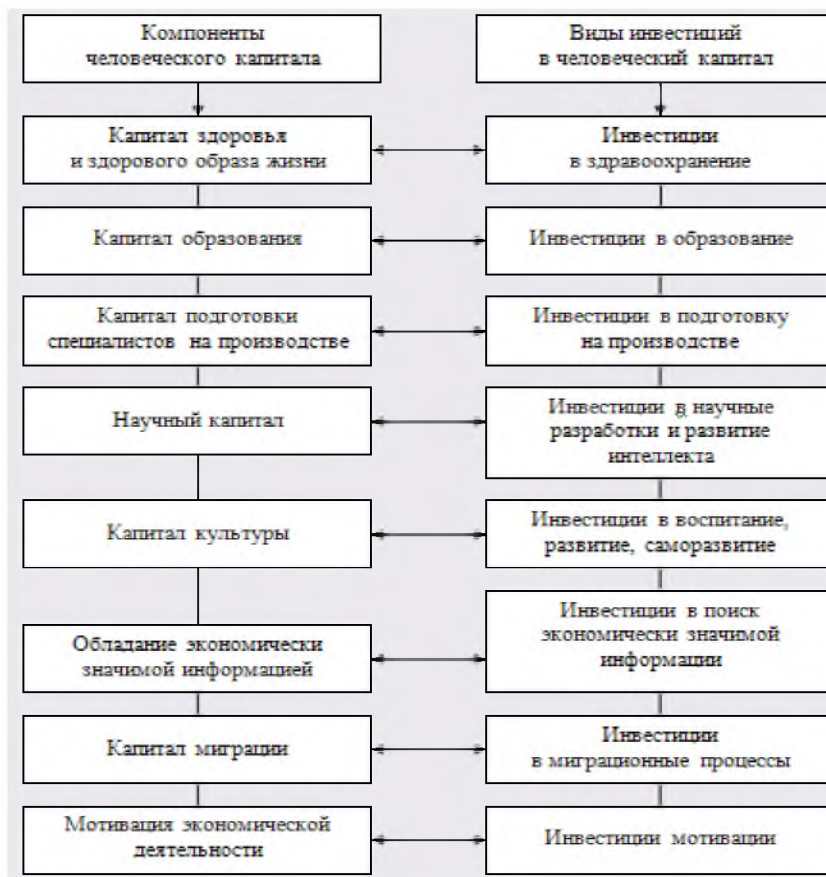 Компоненты
человеческого капитала
Виды инвестиций
в человеческий капитал
Капитал здоровья
и здорового образа жизни
Инвестиции
в здравоохранение
Капитал образования
Инвестиции в образование
Капитал подготовки
специалистов на производстве
Инвестиции в подготовку
на производстве
Научный капитал
Инвестиции в научные
разработки и развитие
интеллекта
Капитал культуры
Инвестиции в воспитание,
развитие, саморазвитие
Обладание экономически
значимой информацией
Инвестиции в поиск
экономически значимой
информации
Капитал миграции
Инвестиции
в миграционные процессы
Мотивация экономической
деятельности
Инвестиции мотивации